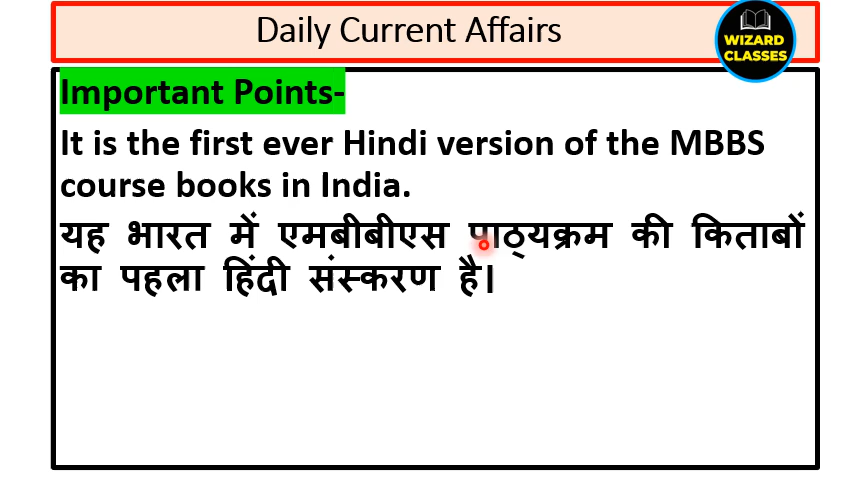 Daily Current Affairs
WIZARD
CLASSES
Important Points-
It is the first ever Hindi version of the MBBS
course books in India.
यह भारत में एमबीबीएस पाठ्यक्रम की किताबों
का पहला हिंदी संस्करण है।